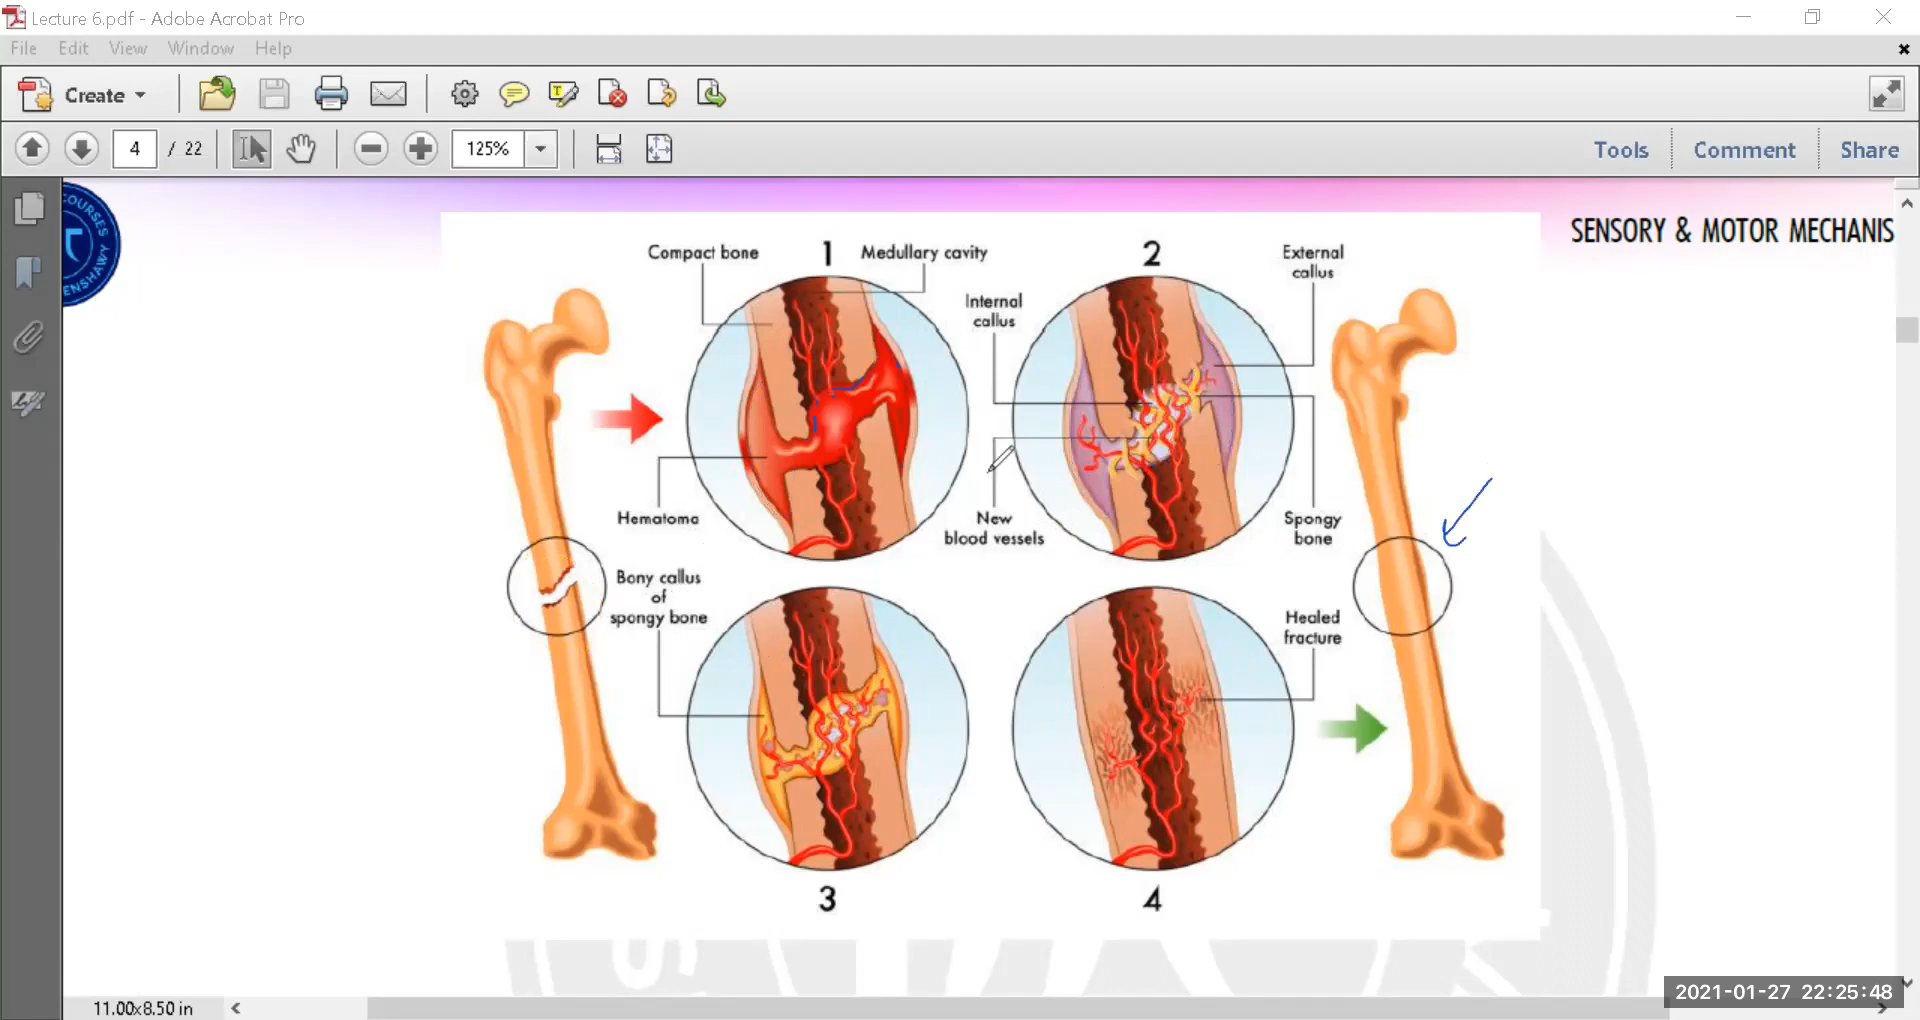 Lecture 6.pdf - Adobe Acrobat Pro
File Edit View Window Help
Create
4 / 22 125% Tools Comment Share
COURSES
ENSHAWY
SENSORY & MOTOR MECHANIS
Compact bone 1 Medullary cavity
2
External
callus
Internal
callus
Hematoma
New
blood vessels
Spongy
bone
Bony callus
of
spongy bone
Healed
fracture
3
4
2021-01-27 22:25:48
11.00x8.50 in